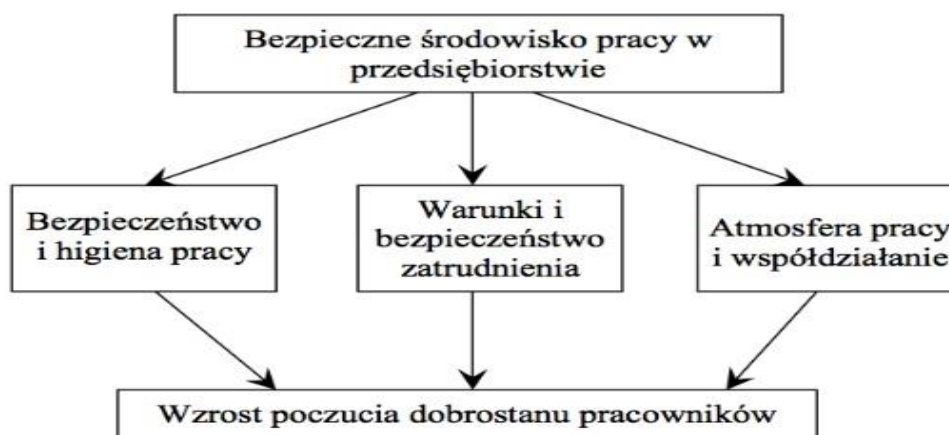 Bezpieczne środowisko pracy w
przedsiębiorstwie
Bezpieczeństwo
i higiena pracy
Warunki i
bezpieczeństwo
zatrudnienia
Atmosfera pracy
i współdziałanie
Wzrost poczucia dobrostanu pracowników